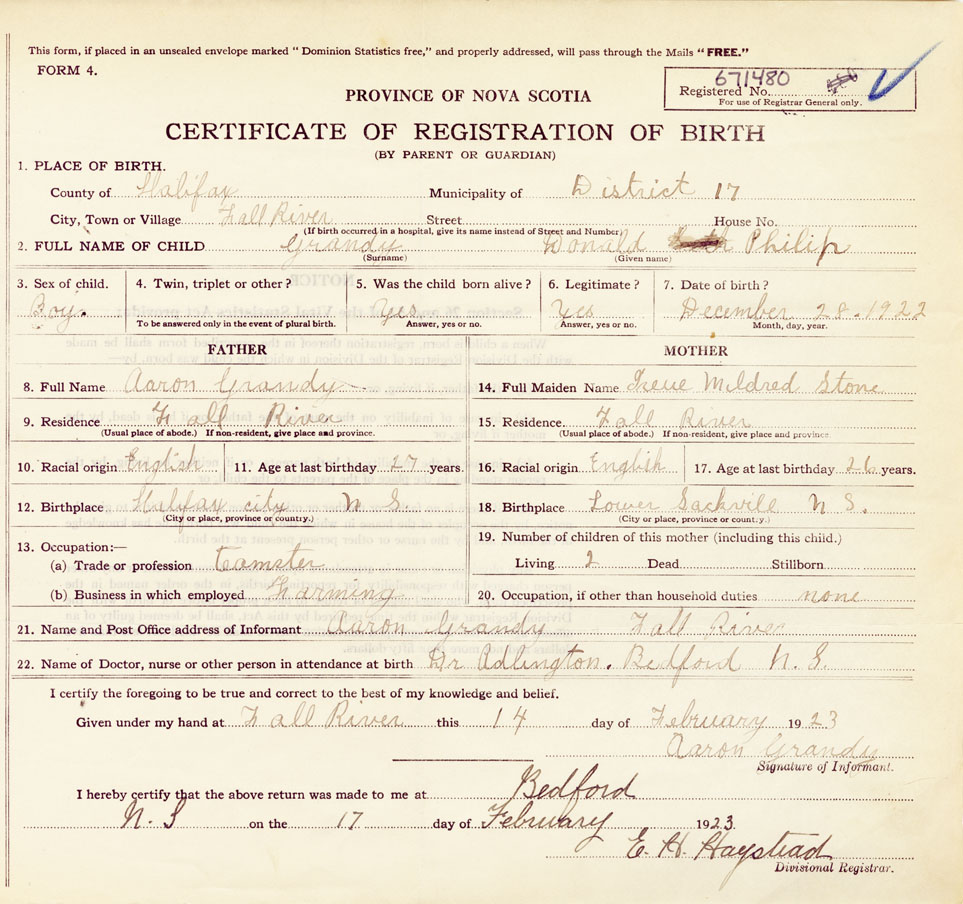 This form, if placed in an unsealed envelope marked "Dominion Statistics free," and properly addressed, will pass through the Mails "FREE."
FORM 4.
671480
Registered No.
For use of Registrar General only.
PROVINCE OF NOVA SCOTIA
CERTIFICATE OF REGISTRATION OF BIRTH
(BY PARENT OR GUARDIAN)
1. PLACE OF BIRTH.
County of Halifax Municipality of District 17
City, Town or Village Fall River Street House No.
(If birth occurred in a hospital, give its name instead of Street and Number)
2. FULL NAME OF CHILD Grandy Donald Philip
(Surname) (Given name)
3. Sex of child. 4. Twin, triplet or other? 5. Was the child born alive? 6. Legitimate? 7. Date of birth?
Boy. Yes Yes December 28. 1922
To be answered only in the event of plural birth. Answer, yes or no. Answer, yes or no. Month, day, year.
FATHER MOTHER
8. Full Name Aaron Grandy 14. Full Maiden Name Irene Mildred Stone
9. Residence Fall River 15. Residence. Fall River
(Usual place of abode.) If non-resident, give place and province. (Usual place of abode.) If non-resident, give place and province.
10. Racial origin English 11. Age at last birthday 27 years. 16. Racial origin English 17. Age at last birthday 26 years.
12. Birthplace Halifax city N S. 18. Birthplace Lower Sackvill N S.
(City or place, province or country.) (City or place, province or country.)
13. Occupation:— 19. Number of children of this mother (including this child.)
(a) Trade or profession Teamster Living 2 Dead Stillborn
(b) Business in which employed Farming 20. Occupation, if other than household duties none
21. Name and Post Office address of Informant Aaron Grandy Fall River
22. Name of Doctor, nurse or other person in attendance at birth Dr Adlington. Bedford N. S.
I certify the foregoing to be true and correct to the best of my knowledge and belief.
Given under my hand at Fall River this 14 day of February 1923
Aaron Grandy
Signature of Informant.
I hereby certify that the above return was made to me at Bedford
N. S on the 17 day of February 1923.
E. H. Haystead
Divisional Registrar.